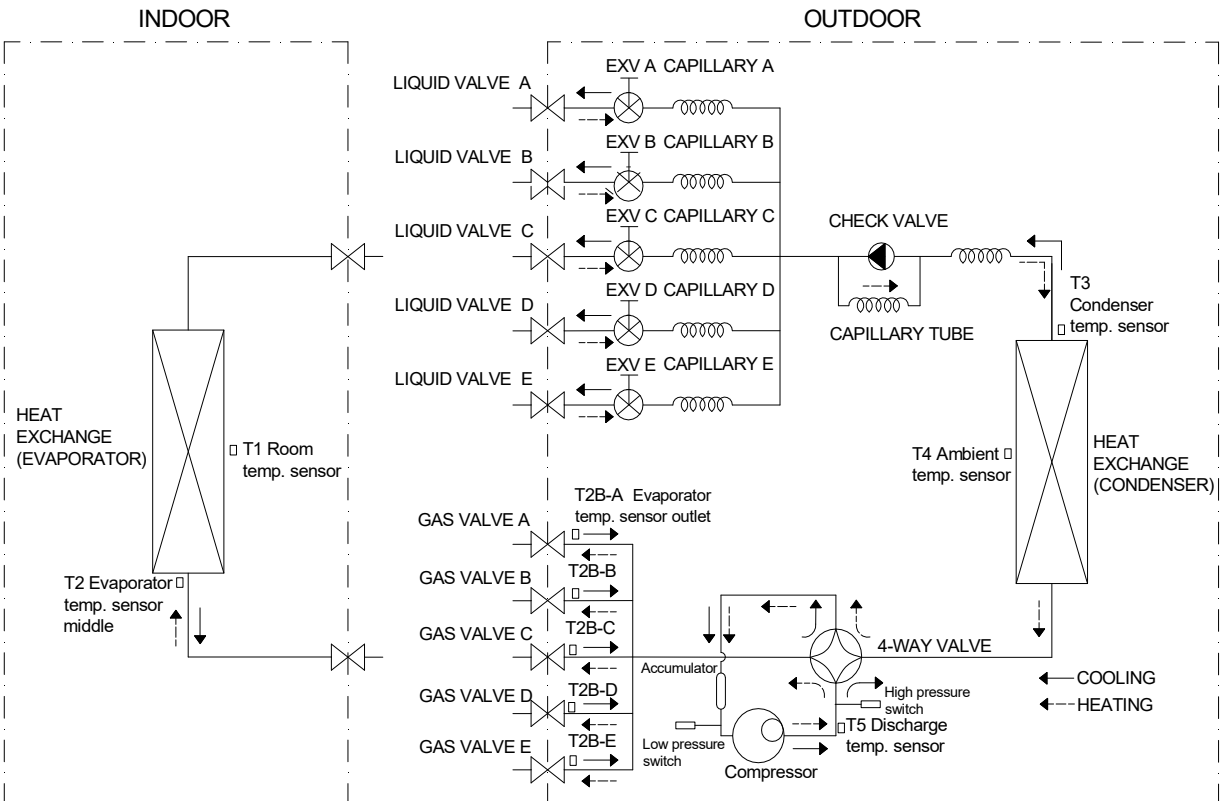 INDOOR
OUTDOOR
LIQUID VALVE A
EXV A CAPILLARY A
LIQUID VALVE B
EXV B CAPILLARY B
LIQUID VALVE C
EXV C CAPILLARY C
LIQUID VALVE D
EXV D CAPILLARY D
LIQUID VALVE E
EXV E CAPILLARY E
CHECK VALVE
CAPILLARY TUBE
T3
Condenser
temp. sensor
HEAT
EXCHANGE
(EVAPORATOR)
T1 Room
temp. sensor
T4 Ambient
temp. sensor
HEAT
EXCHANGE
(CONDENSER)
T2 Evaporator
temp. sensor
middle
T2B-A Evaporator
temp. sensor outlet
GAS VALVE A
T2B-B
GAS VALVE B
T2B-C
GAS VALVE C
T2B-D
GAS VALVE D
T2B-E
GAS VALVE E
4-WAY VALVE
Accumulator
High pressure
switch
T5 Discharge
temp. sensor
Low pressure
switch
Compressor
COOLING
HEATING